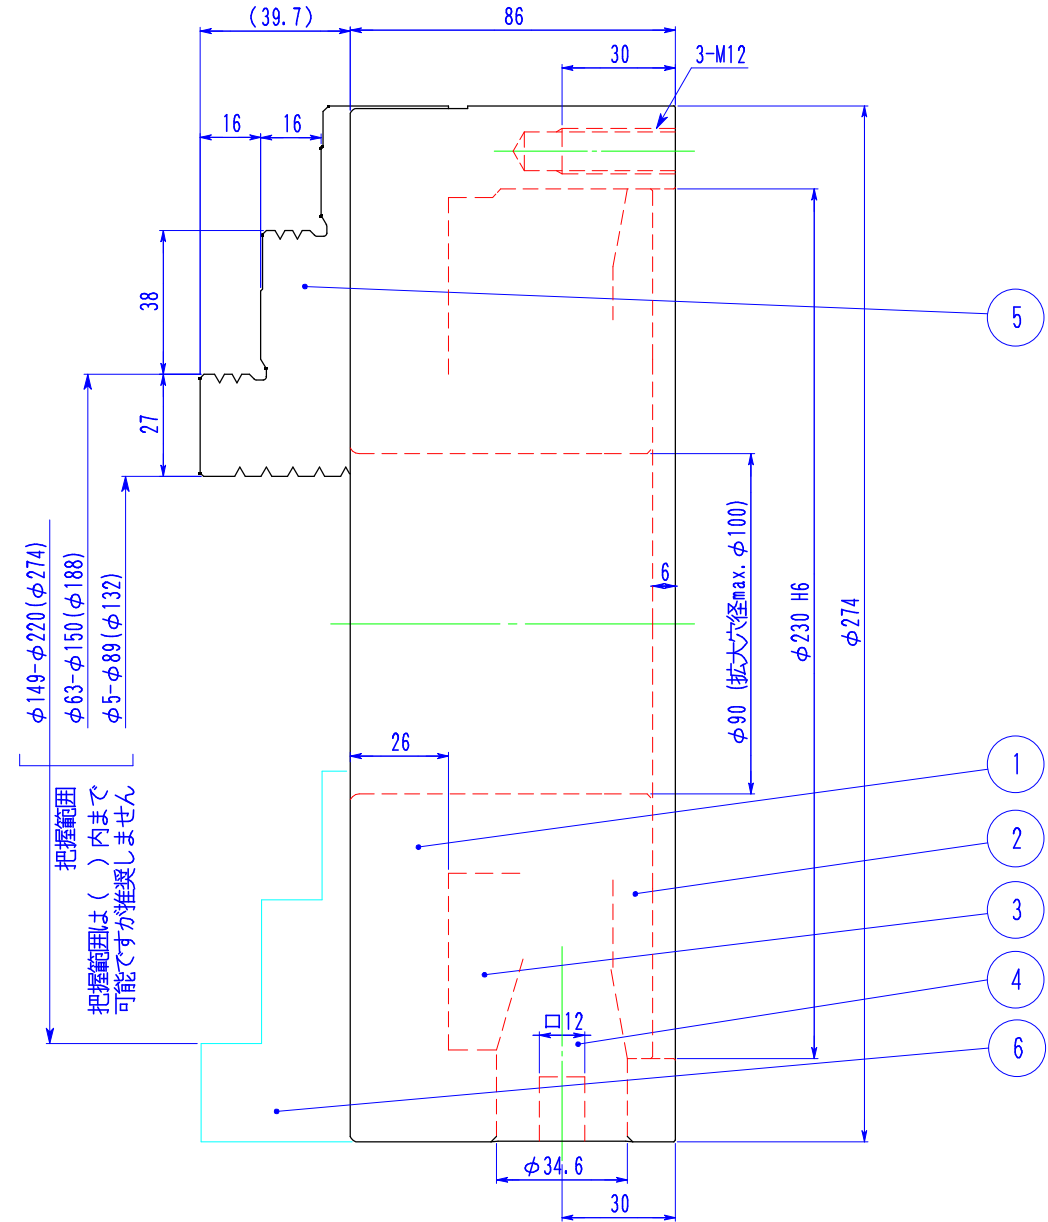 (39.7)
86
30
3-M12
16
16
38
5
27
φ149-φ220(φ274)
φ63-φ150(φ188)
φ5-φ89(φ132)
φ90 (拡大穴径max. φ100)
6
φ230 H6
φ274
26
1
把握範囲
把握範囲は( )内まで
可能ですが推奨しません
2
3
4
□12
6
φ34.6
30